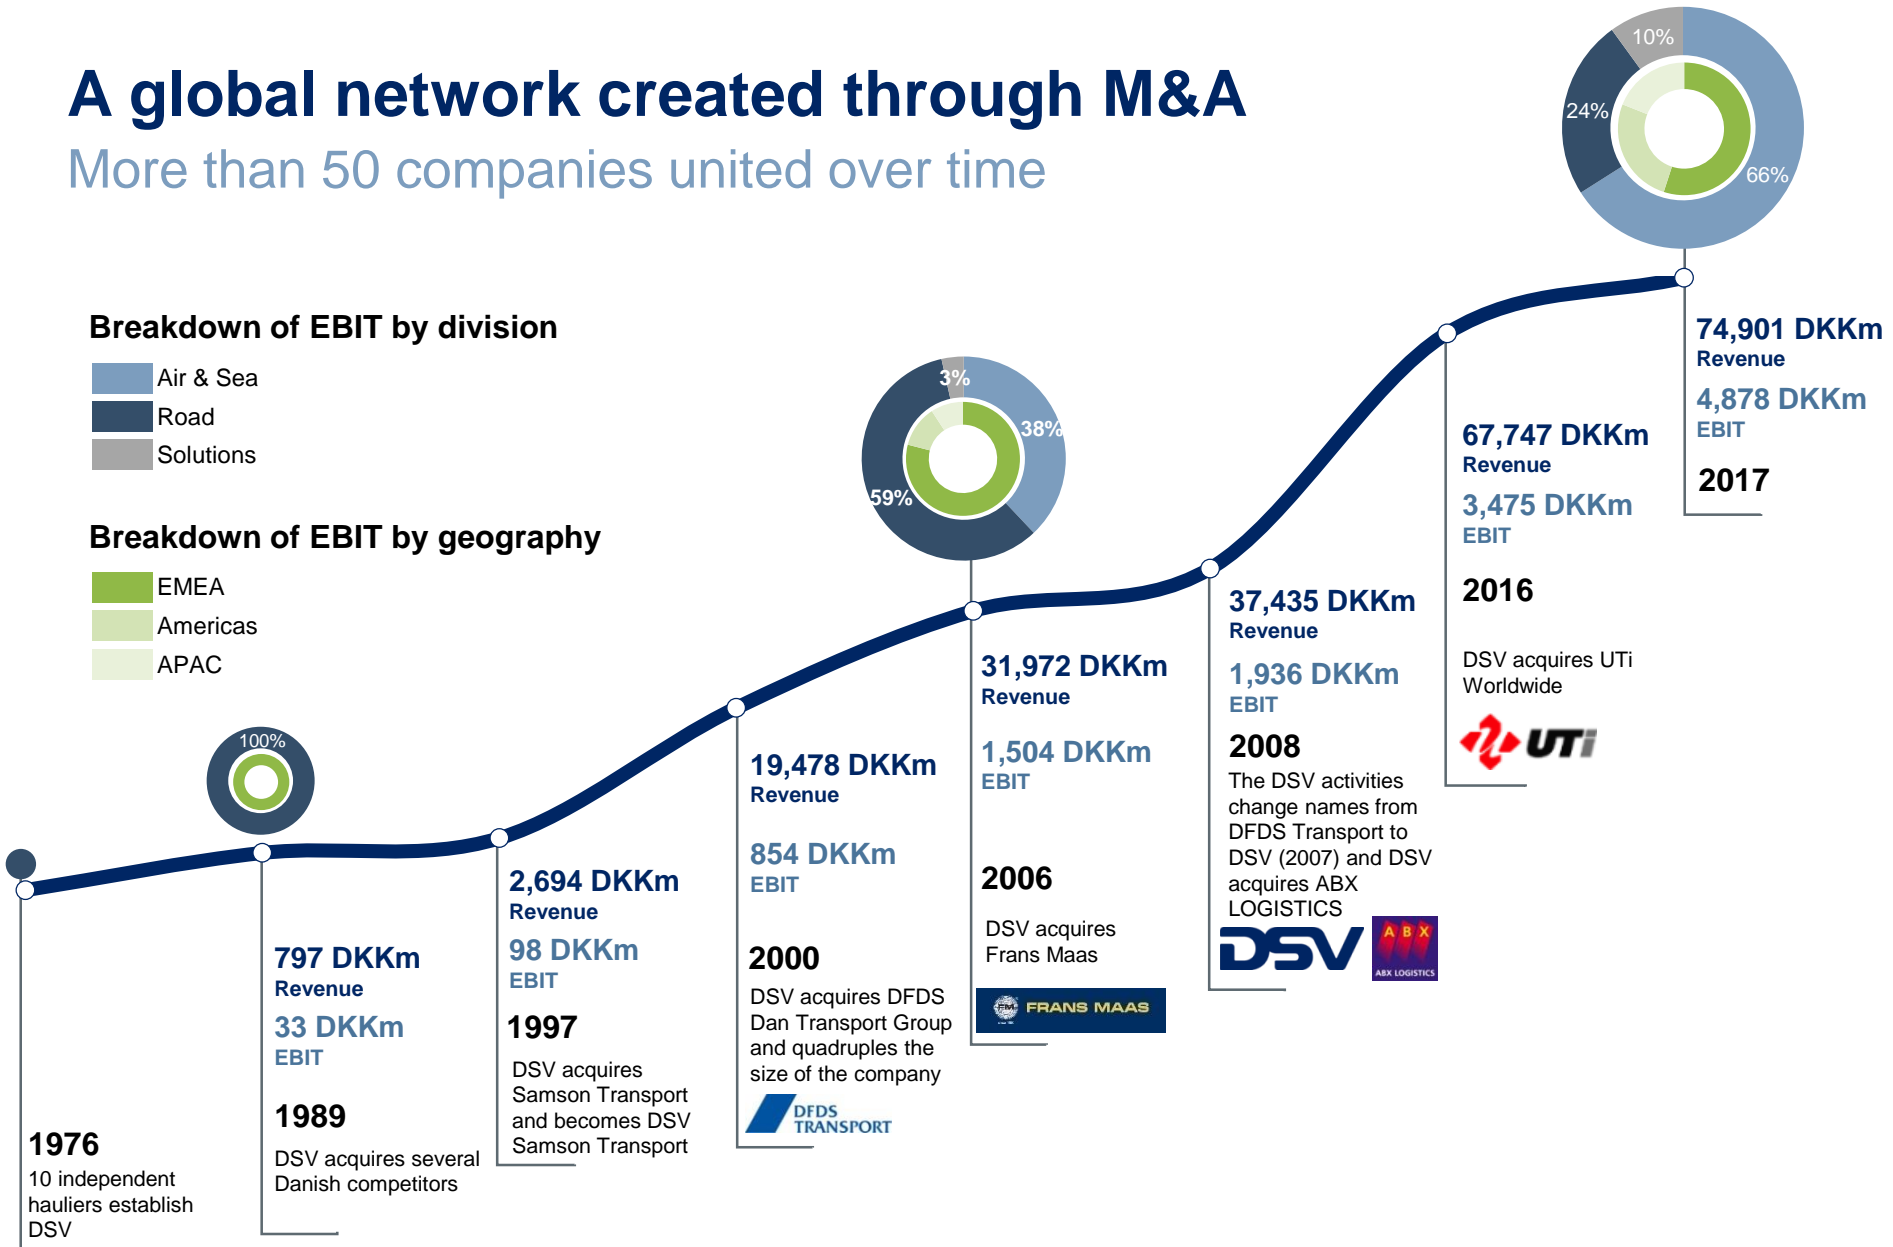 A global network created through M&A
More than 50 companies united over time
Breakdown of EBIT by division
Air & Sea
Road
Solutions
Breakdown of EBIT by geography
EMEA
Americas
APAC
1976
10 independent
hauliers establish
DSV
100%
797 DKKm
Revenue
33 DKKm
EBIT
1989
DSV acquires several
Danish competitors
2,694 DKKm
Revenue
98 DKKm
EBIT
1997
DSV acquires
Samson Transport
and becomes DSV
Samson Transport
19,478 DKKm
Revenue
854 DKKm
EBIT
2000
DSV acquires DFDS
Dan Transport Group
and quadruples the
size of the company
DFDS
TRANSPORT
3%
38%
59%
31,972 DKKm
Revenue
1,504 DKKm
EBIT
2006
DSV acquires
Frans Maas
FM
FRANS MAAS
37,435 DKKm
Revenue
1,936 DKKm
EBIT
2008
The DSV activities
change names from
DFDS Transport to
DSV (2007) and DSV
acquires ABX
LOGISTICS
DSV
ABX
ABX LOGISTICS
67,747 DKKm
Revenue
3,475 DKKm
EBIT
2016
DSV acquires UTi
Worldwide
UTi
10%
24%
66%
74,901 DKKm
Revenue
4,878 DKKm
EBIT
2017